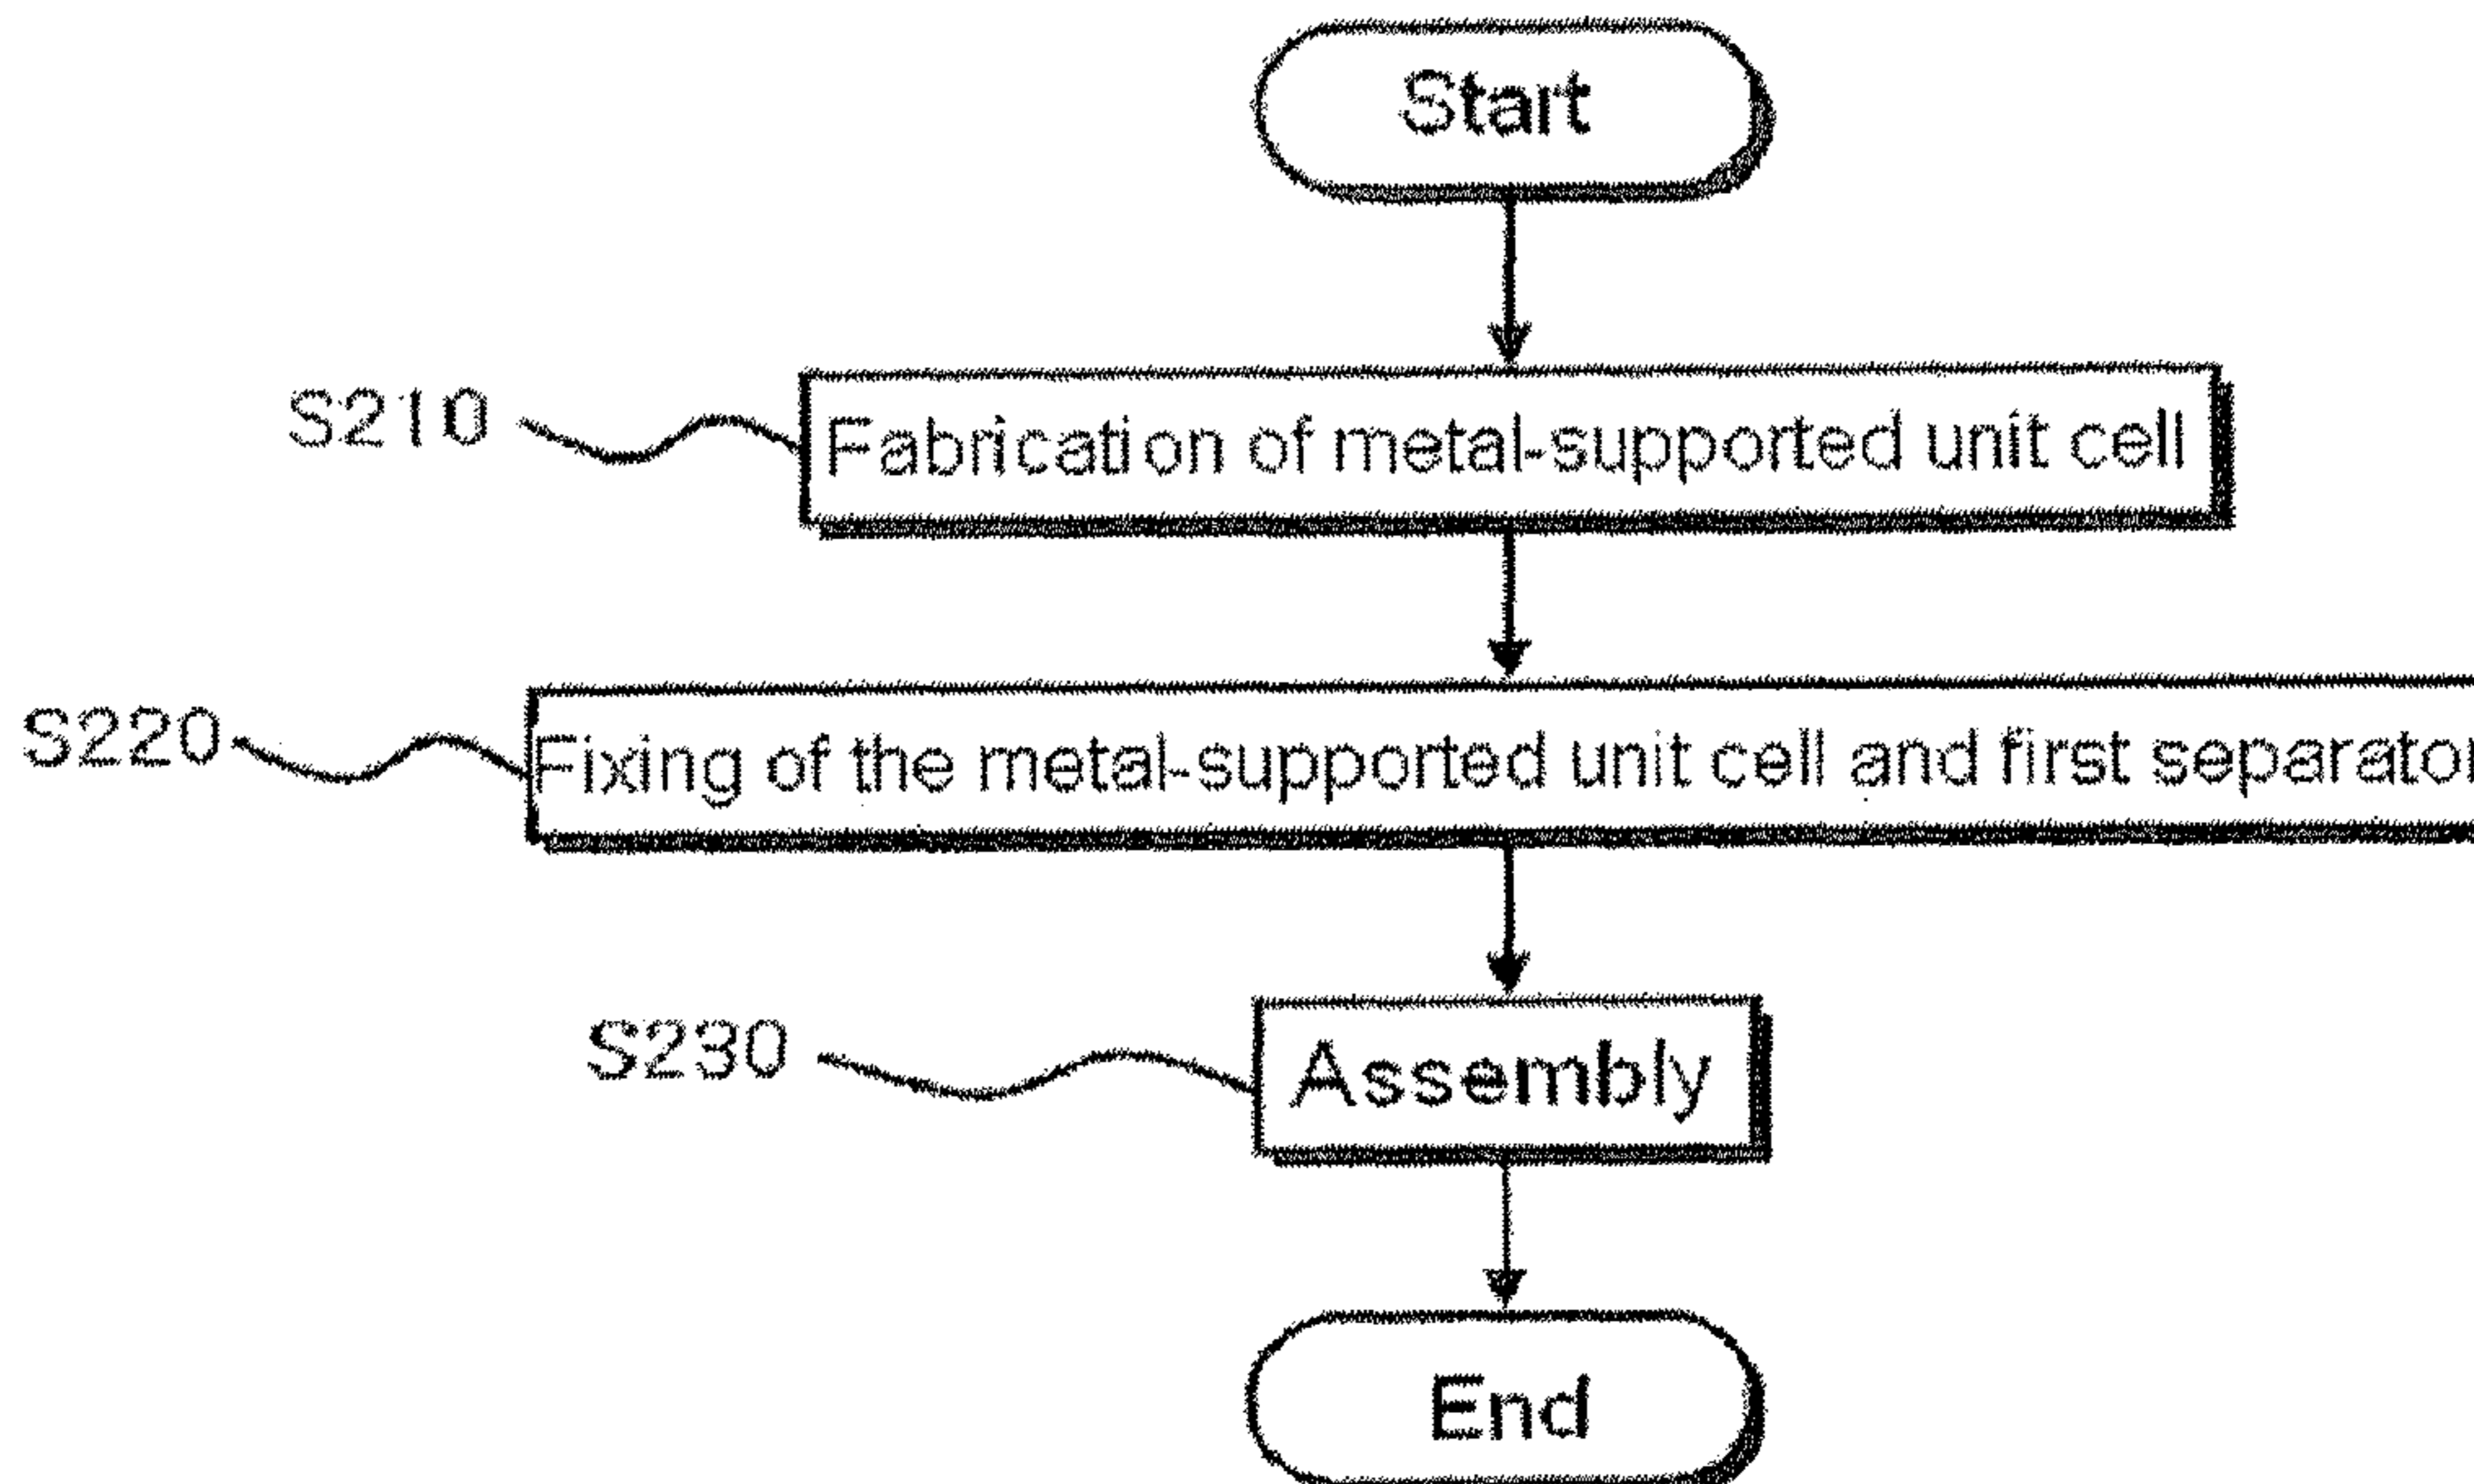 Start
S210
Fabrication of metal-supported unit cell
S220
Fixing of the metal-supported unit cell and first separator
S230
Assembly
End